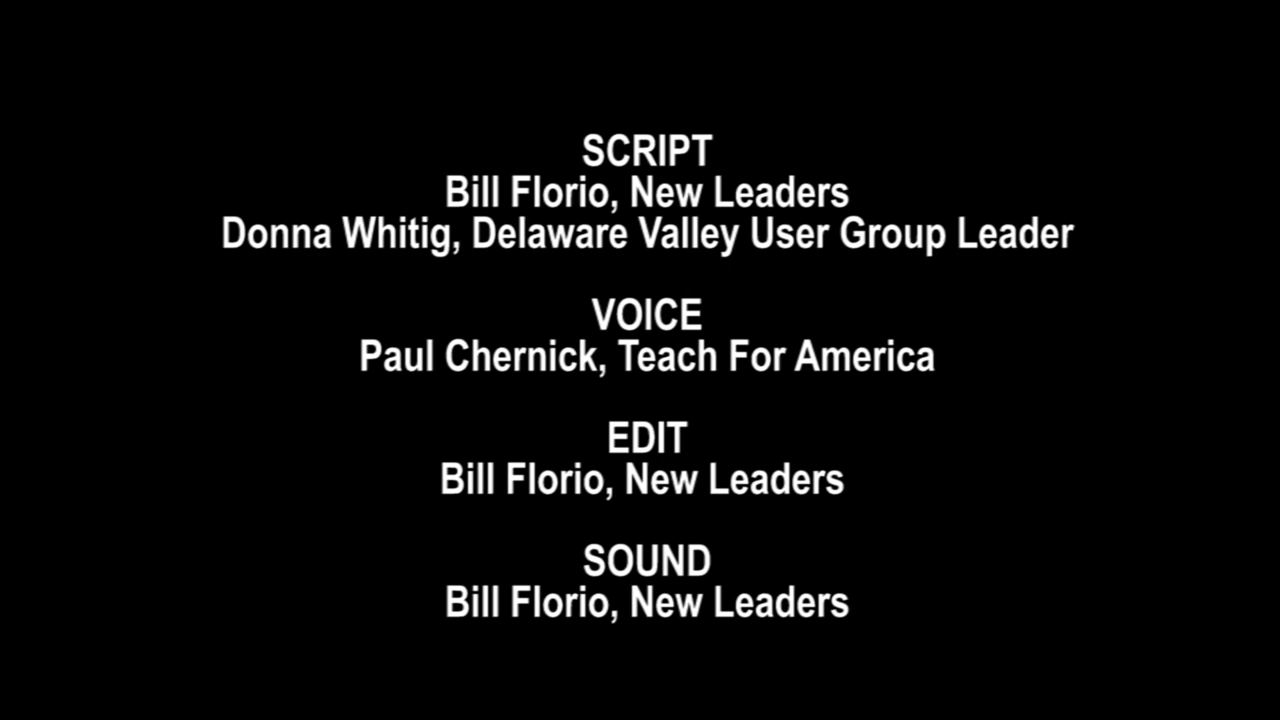 SCRIPT
Bill Florio, New Leaders
Donna Whitig, Delaware Valley User Group Leader
VOICE
Paul Chernick, Teach For America
EDIT
Bill Florio, New Leaders
SOUND
Bill Florio, New Leaders